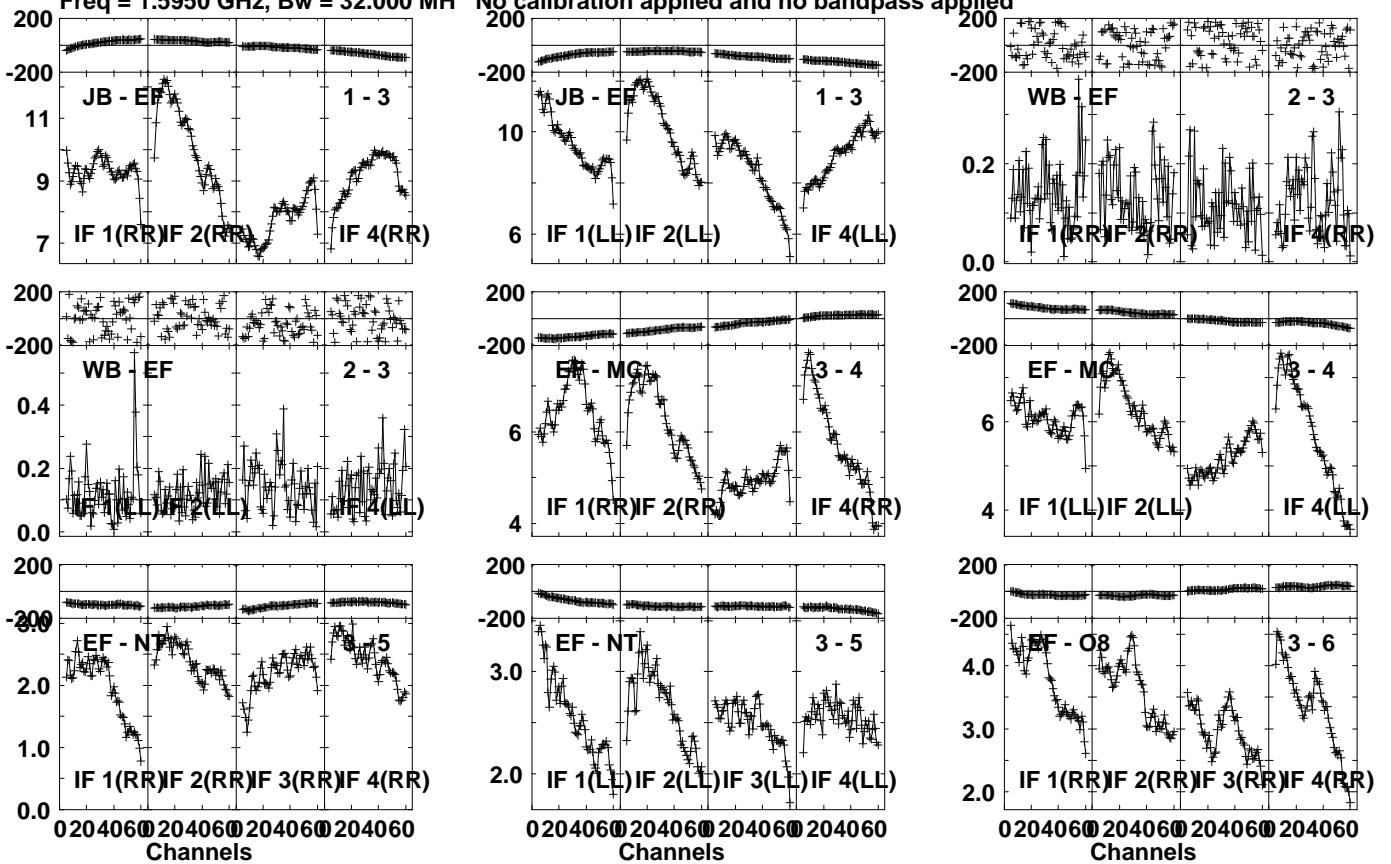 Freq = 1.5950 GHz, Bw = 32.000 MH No calibration applied and no bandpass applied
200
-200
JB - EF 1 - 3
11
9
7
IF 1(RR) IF 2(RR) IF 4(RR)
JB - EF 1 - 3
10
6
IF 1(LL) IF 2(LL) IF 4(LL)
200
-200
WB - EF 2 - 3
0.2
0.0
IF 1(RR) IF 2(RR) IF 4(RR)
200
-200
WB - EF 2 - 3
0.4
0.2
0.0
IF 1(LL) IF 2(LL) IF 4(LL)
200
-200
EF - MC 3 - 4
6
4
IF 1(RR) IF 2(RR) IF 4(RR)
200
-200
EF - MC 3 - 4
6
4
IF 1(LL) IF 2(LL) IF 4(LL)
200
-200
3.0
EF - NT 3 - 5
2.0
1.0
0.0
IF 1(RR) IF 2(RR) IF 3(RR) IF 4(RR)
200
-200
EF - NT 3 - 5
3.0
2.0
IF 1(LL) IF 2(LL) IF 3(LL) IF 4(LL)
200
-200
EF - O8 3 - 6
4.0
3.0
2.0
IF 1(RR) IF 2(RR) IF 3(RR) IF 4(RR)
0 20 40 60 0 20 40 60 0 20 40 60 0 20 40 60
Channels
0 20 40 60 0 20 40 60 0 20 40 60 0 20 40 60
Channels
0 20 40 60 0 20 40 60 0 20 40 60 0 20 40 60
Channels